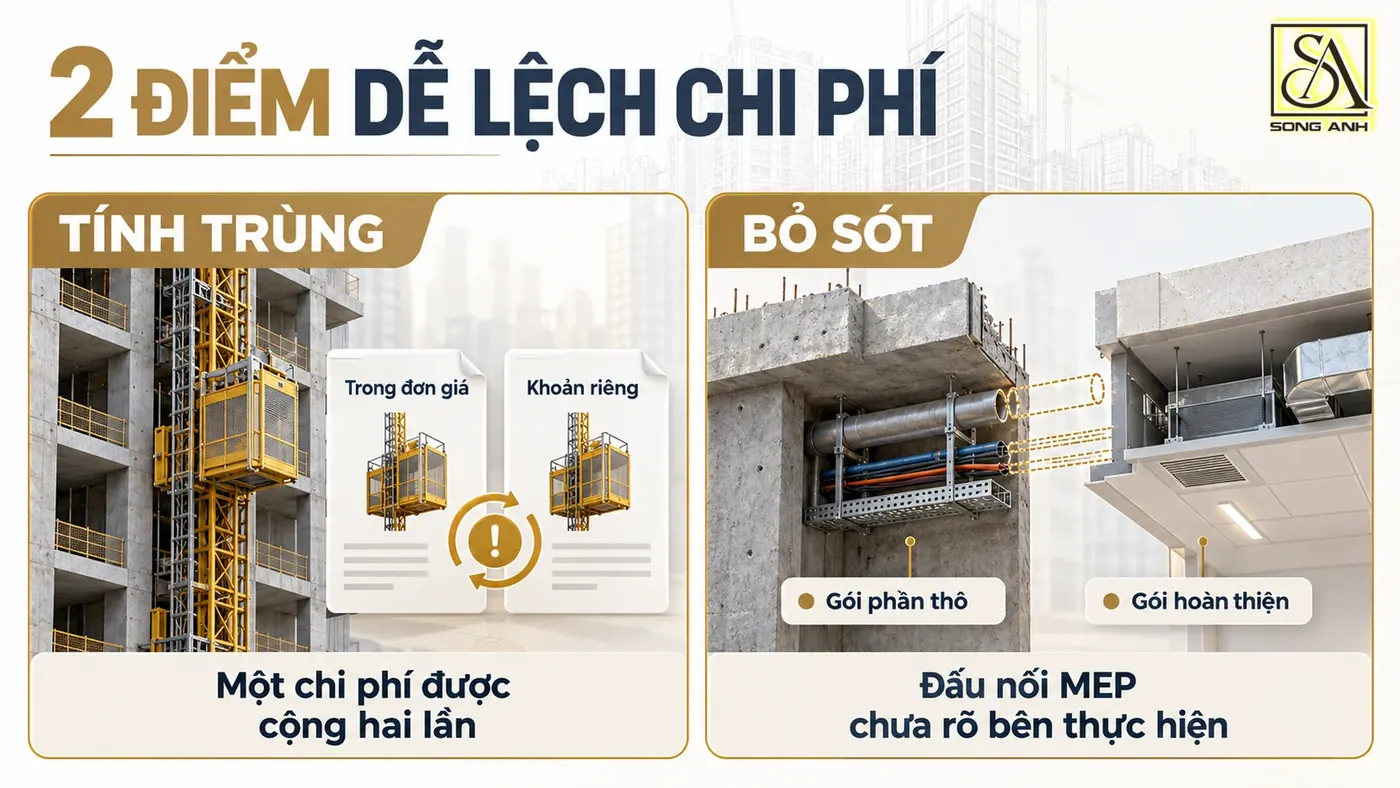 2 ĐIỂM DỄ LỆCH CHI PHÍ
SA
SONG ANH
TÍNH TRÙNG
Trong đơn giá
Khoản riêng
!
Một chi phí được
cộng hai lần
BỎ SÓT
Gói phần thô
Gói hoàn thiện
Đấu nối MEP
chưa rõ bên thực hiện